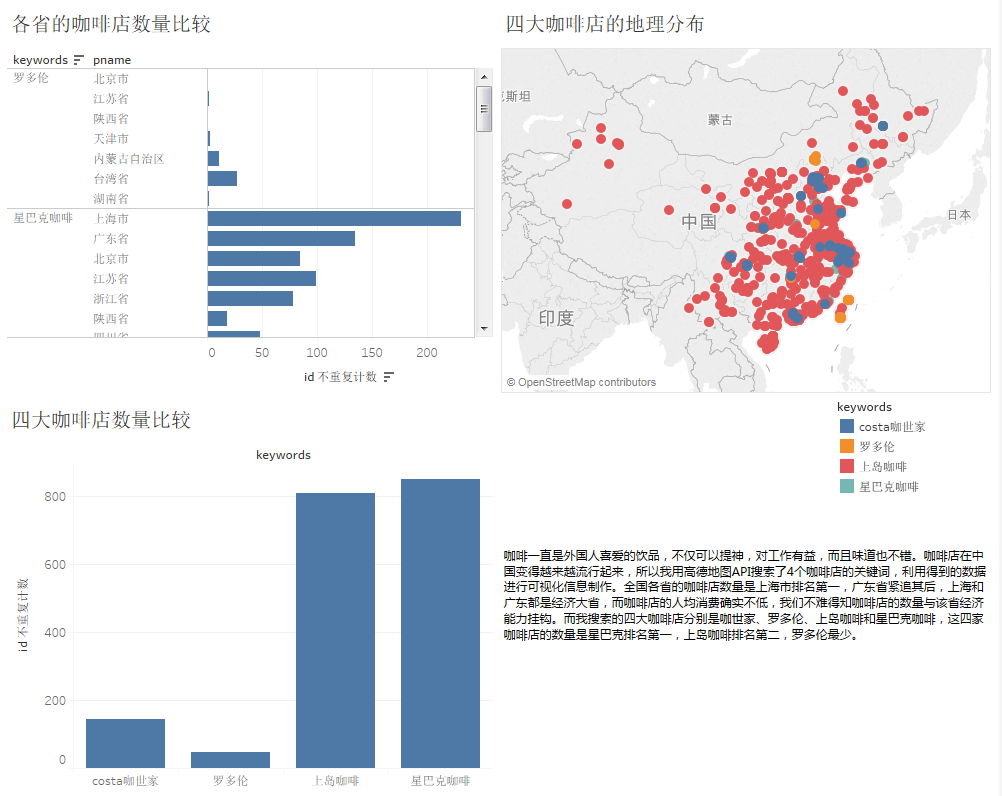 各省的咖啡店数量比较
keywords pname
罗多伦 北京市
江苏省
陕西省
天津市
内蒙古自治区
台湾省
湖南省
星巴克咖啡 上海市
广东省
北京市
江苏省
浙江省
陕西省
0 50 100 150 200
id 不重复计数
四大咖啡店的地理分布
克斯坦
蒙古
中国
日本
印度
© OpenStreetMap contributors
keywords
costa咖世家
罗多伦
上岛咖啡
星巴克咖啡
四大咖啡店数量比较
keywords
800
600
400
200
0
id 不重复计数
costa咖世家 罗多伦 上岛咖啡 星巴克咖啡
咖啡一直是外国人喜爱的饮品，不仅可以提神，对工作有益，而且味道也不错。咖啡店在中
国变得越来越流行起来，所以我用高德地图API搜索了4个咖啡店的关键词，利用得到的数据
进行可视化信息制作。全国各省的咖啡店数量是上海市排名第一，广东省紧追其后，上海和
广东都是经济大省，而咖啡店的人均消费确实不低，我们不难得知咖啡店的数量与该省经济
能力挂钩。而我搜索的四大咖啡店分别是咖世家、罗多伦、上岛咖啡和星巴克咖啡，这四家
咖啡店的数量是星巴克排名第一，上岛咖啡排名第二，罗多伦最少。